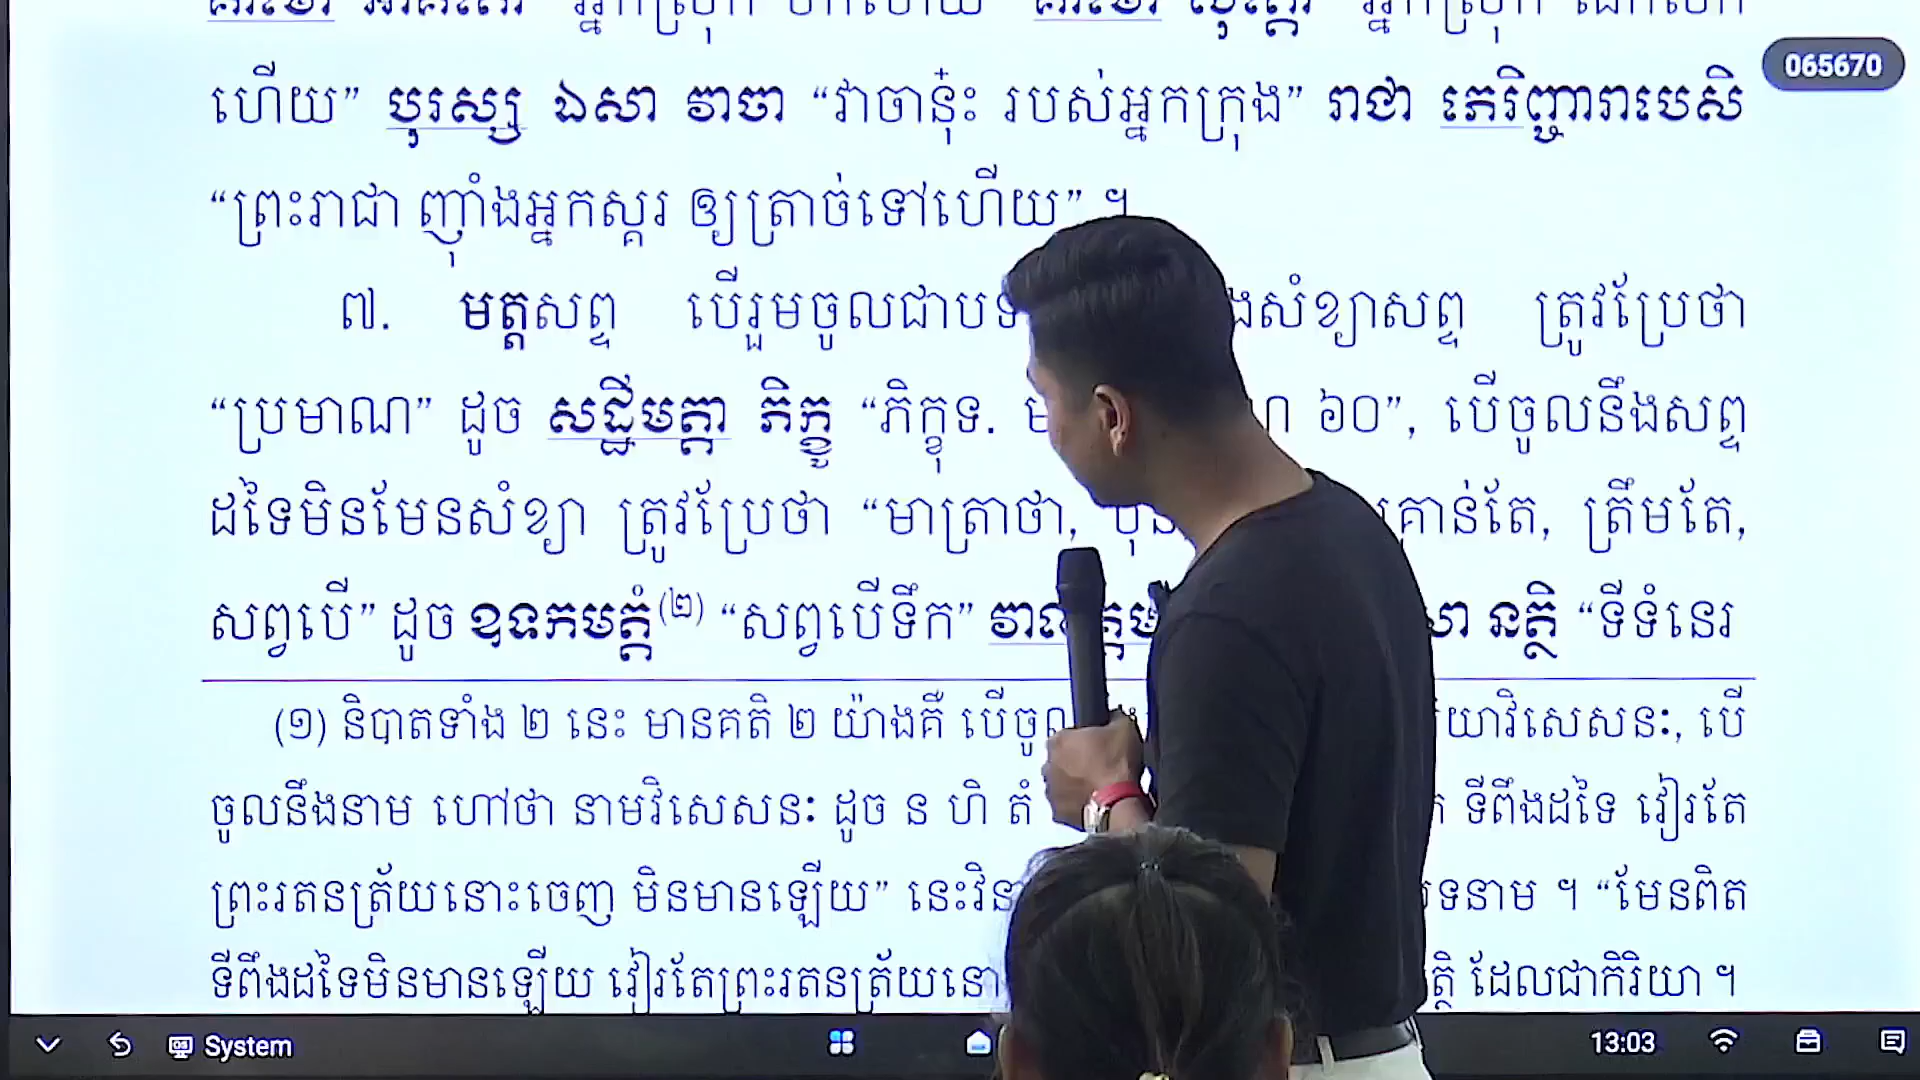 ហើយ” បុរស្ស ឯសា វាចា “វាចានុ៎ះ របស់អ្នកក្រុង” រាជា ភេរិញ្ចារាបេសិ
065670
“ព្រះរាជា ញ៉ាំងអ្នកស្គរ ឲ្យត្រាច់ទៅហើយ” ។
៧. មត្តសព្ទ បើរួមចូលជាបទ សំខ្យាសព្ទ ត្រូវប្រែថា
“ប្រមាណ” ដូច សដ្ឋីមត្តា ភិក្ខូ “ភិក្ខុទ. ៦០”, បើចូលនឹងសព្ទ
ដទៃមិនមែនសំខ្យា ត្រូវប្រែថា “មាត្រាថា, គ្រាន់តែ, ត្រឹមតែ,
សព្វបើ” ដូច ឧទកមត្តំ(២) “សព្វបើទឹក” នត្ថិ “ទីទំនេរ
(១) និបាតទាំង ២ នេះ មានគតិ ២ យ៉ាងគឺ បើចូល យាវិសេសនៈ, បើ
ចូលនឹងនាម ហៅថា នាមវិសេសនៈ ដូច ន ហិ តំ ទីពឹងដទៃ វៀរតែ
ព្រះរតនត្រ័យនោះចេញ មិនមានឡើយ” នេះវិ ទនាម ។ “មែនពិត
ទីពឹងដទៃមិនមានឡើយ វៀរតែព្រះរតនត្រ័យនោ ត្ថិ ដែលជាកិរិយា ។
System 13:03